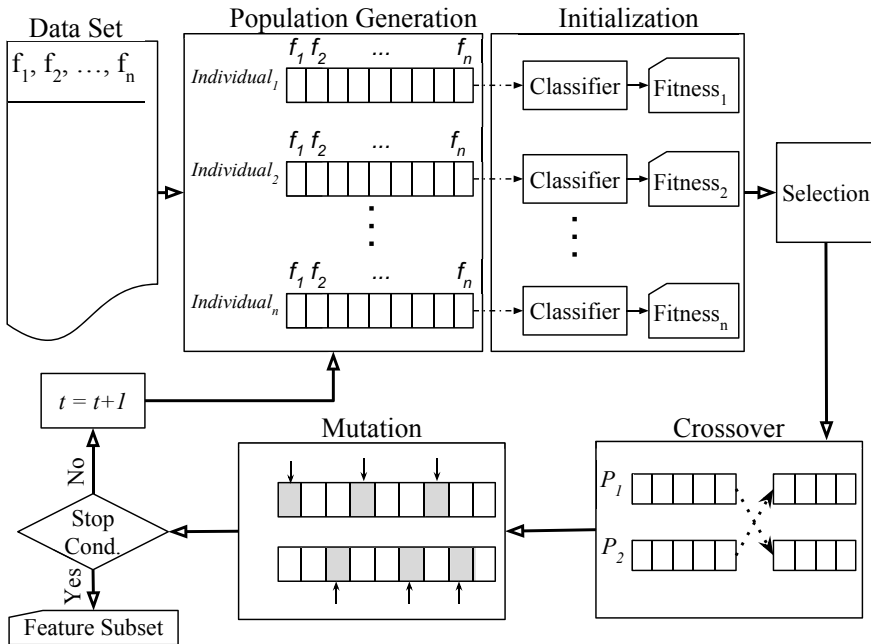 Data Set
f1, f2, …, fn
Population Generation
f1 f2 ... fn
Individual1
f1 f2 ... fn
Individual2
f1 f2 ... fn
Individualn
Initialization
Classifier
Fitness1
Classifier
Fitness2
Classifier
Fitnessn
Selection
Crossover
P1
P2
Mutation
Stop
Cond.
No
t = t+1
Yes
Feature Subset